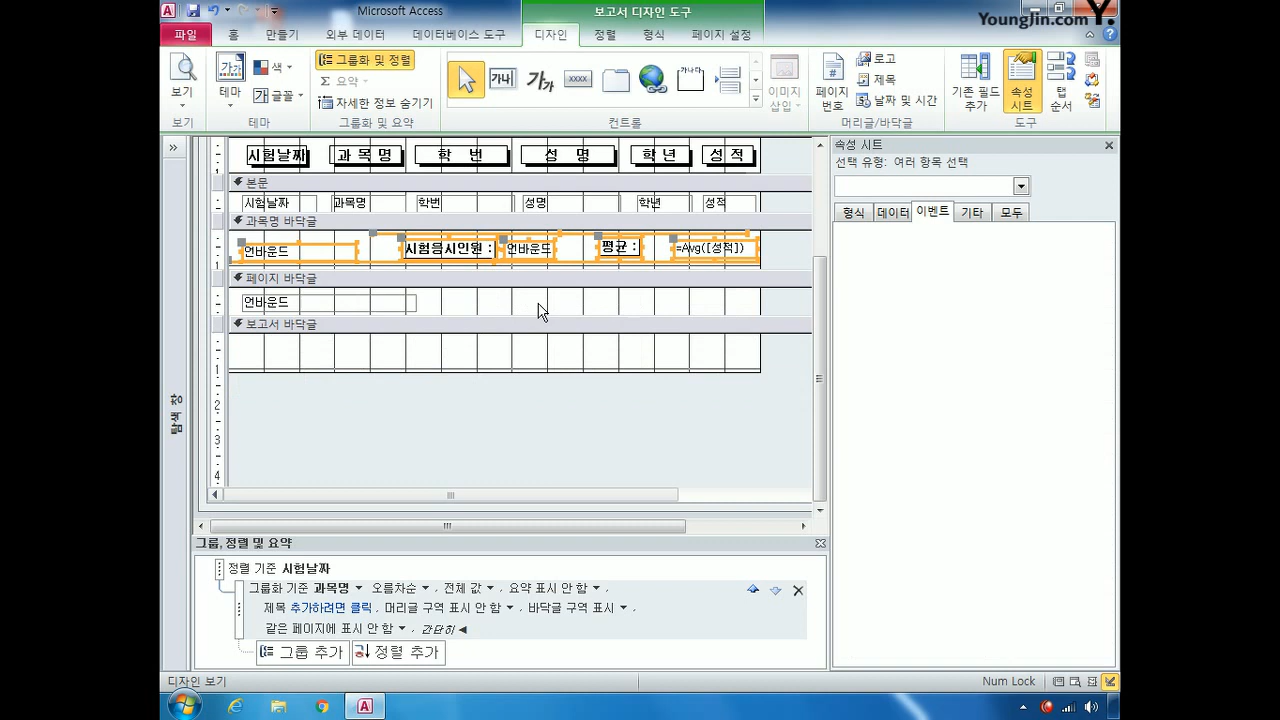 Microsoft Access
보고서 디자인 도구
YoungJin.com Y.
파일 홈 만들기 외부 데이터 데이터베이스 도구 디자인 정렬 형식 페이지 설정
보기
보기
가가 테마
색
가 글꼴
테마
그룹화 및 정렬
Σ 요약
자세한 정보 숨기기
그룹화 및 요약
가나 가가 xxxx
컨트롤
이미지 삽입
페이지 번호
로고
제목
날짜 및 시간
머리글/바닥글
기존 필드 추가
속성 시트
탭 순서
도구
시험날짜 과 목 명 학 번 성 명 학 년 성 적
본문
시험날짜 과목명 학번 성명 학년 성적
과목명 바닥글
언바운드 시험응시인원 : 언바운드 평균 : =Avg([성적])
페이지 바닥글
언바운드
보고서 바닥글
1
2
3
4
탐색 창
속성 시트
선택 유형: 여러 항목 선택
형식 데이터 이벤트 기타 모두
그룹, 정렬 및 요약
정렬 기준 시험날짜
그룹화 기준 과목명 오름차순 , 전체 값 , 요약 표시 안 함 ,
제목 추가하려면 클릭, 머리글 구역 표시 안 함 , 바닥글 구역 표시 ,
같은 페이지에 표시 안 함 , 간단히
그룹 추가 정렬 추가
디자인 보기
Num Lock